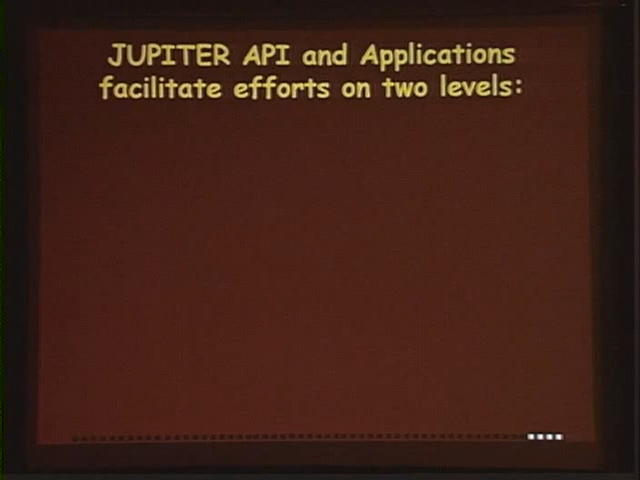 JUPITER API and Applications
facilitate efforts on two levels: